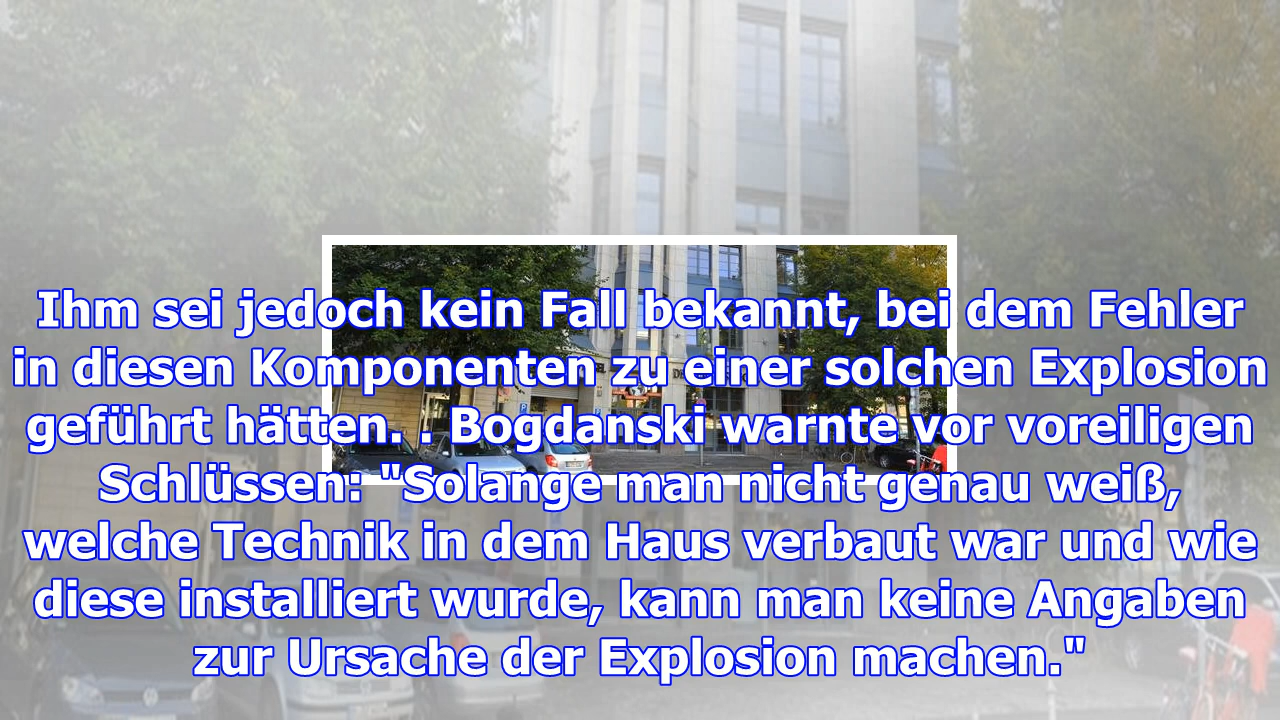 Ihm sei jedoch kein Fall bekannt, bei dem Fehler
in diesen Komponenten zu einer solchen Explosion
geführt hätten. . Bogdanski warnte vor voreiligen
Schlüssen: "Solange man nicht genau weiß,
welche Technik in dem Haus verbaut war und wie
diese installiert wurde, kann man keine Angaben
zur Ursache der Explosion machen."